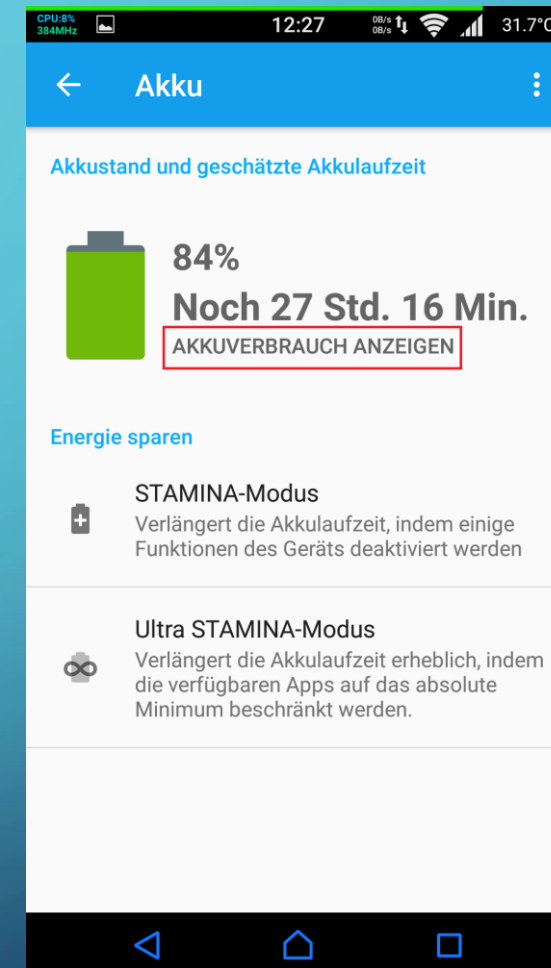 CPU:8%
384MHz
12:27
0B/s
0B/s
31.7°C
Akku
Akkustand und geschätzte Akkulaufzeit
84%
Noch 27 Std. 16 Min.
AKKUVERBRAUCH ANZEIGEN
Energie sparen
STAMINA-Modus
Verlängert die Akkulaufzeit, indem einige
Funktionen des Geräts deaktiviert werden
Ultra STAMINA-Modus
Verlängert die Akkulaufzeit erheblich, indem
die verfügbaren Apps auf das absolute
Minimum beschränkt werden.